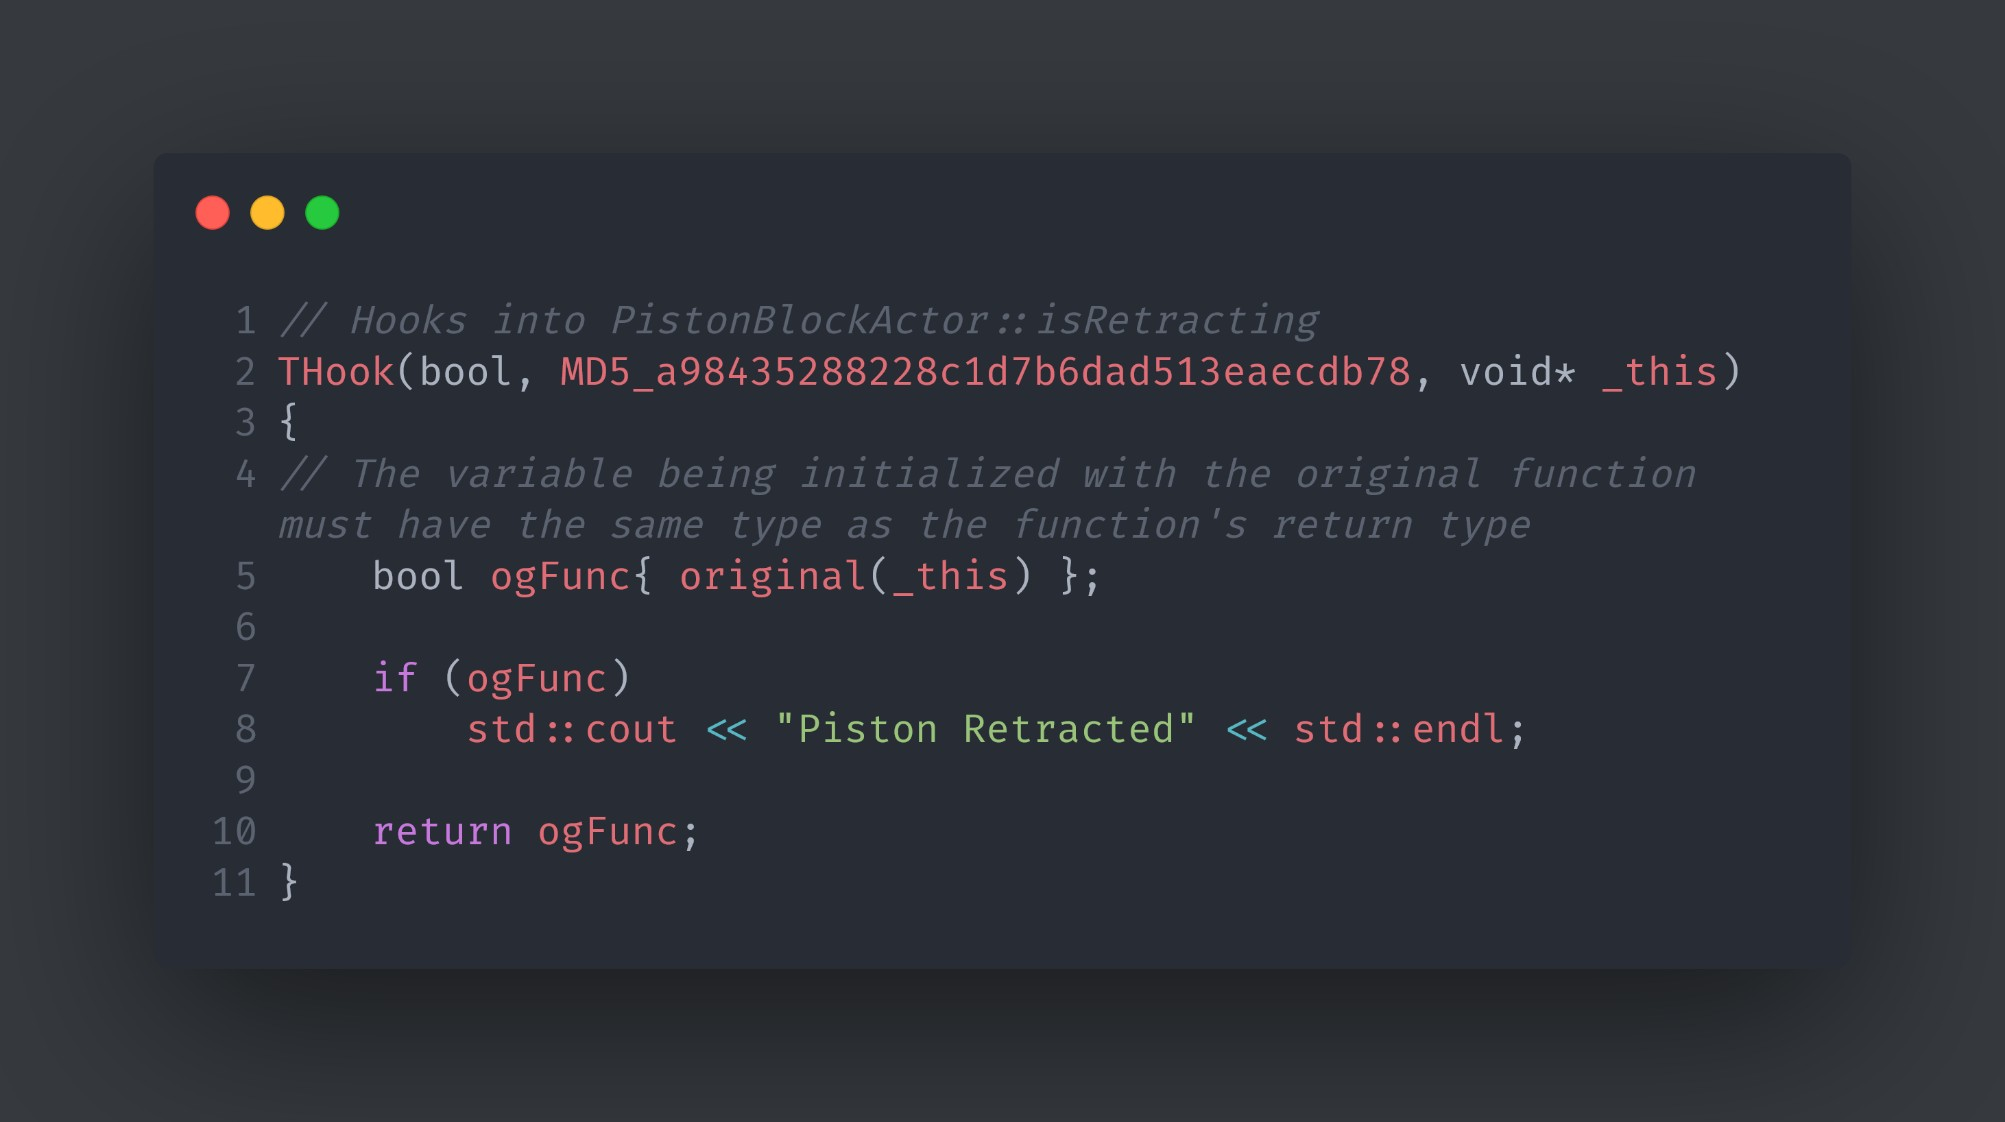 1 // Hooks into PistonBlockActor::isRetracting
2 THook(bool, MD5_a98435288228c1d7b6dad513eaecdb78, void* _this)
3 {
4 // The variable being initialized with the original function
must have the same type as the function's return type
5     bool ogFunc{ original(_this) };
6
7     if (ogFunc)
8         std::cout << "Piston Retracted" << std::endl;
9
10     return ogFunc;
11 }